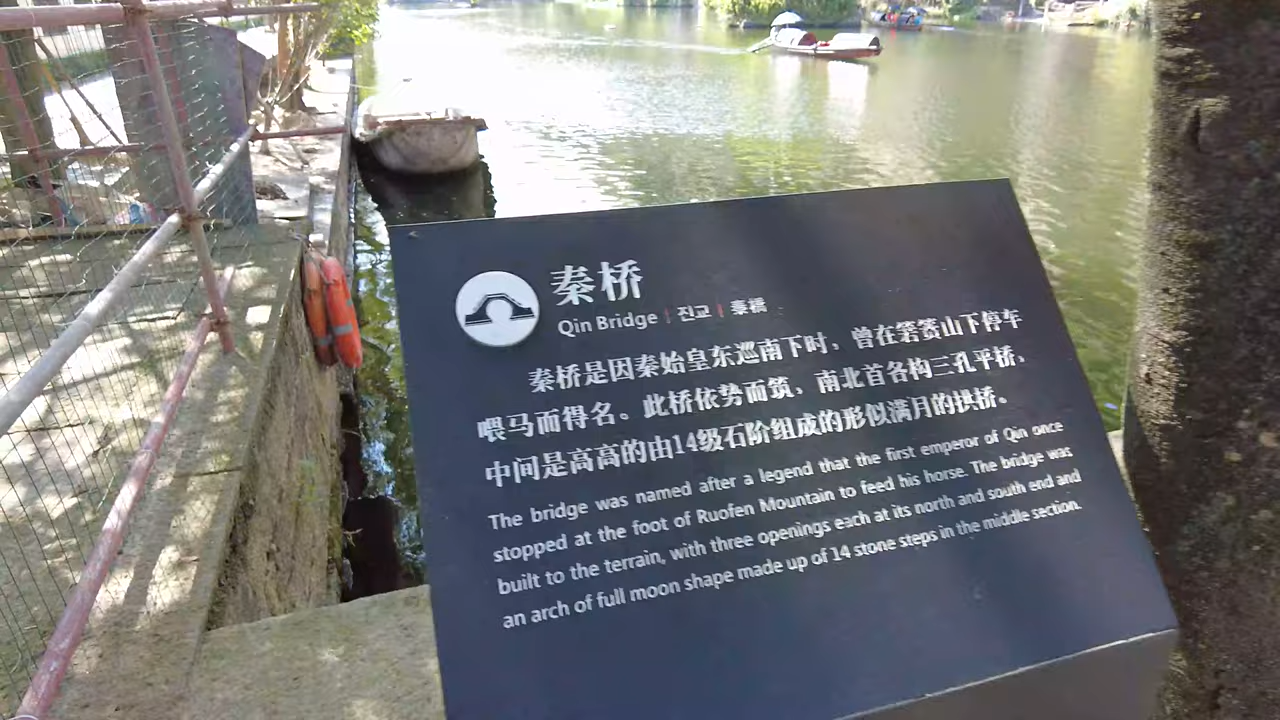 秦桥
Qin Bridge | 진교 | 秦橋
秦桥是因秦始皇东巡南下时，曾在箬篑山下停车
喂马而得名。此桥依势而筑，南北首各构三孔平桥，
中间是高高的由14级石阶组成的形似满月的拱桥。
The bridge was named after a legend that the first emperor of Qin once
stopped at the foot of Ruofen Mountain to feed his horse. The bridge was
built to the terrain, with three openings each at its north and south end and
an arch of full moon shape made up of 14 stone steps in the middle section.